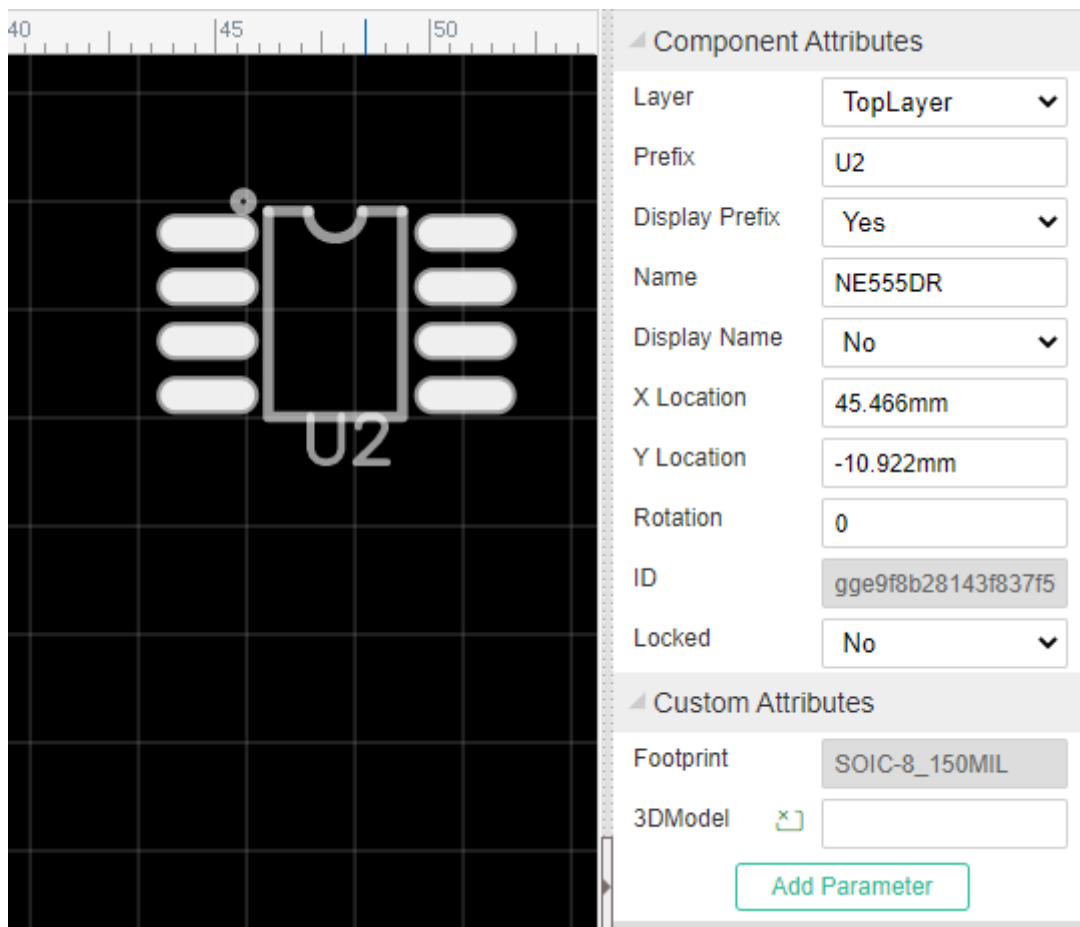 40 45 50
U2
Component Attributes
Layer TopLayer
Prefix U2
Display Prefix Yes
Name NE555DR
Display Name No
X Location 45.466mm
Y Location -10.922mm
Rotation 0
ID gge9f8b28143f837f5
Locked No
Custom Attributes
Footprint SOIC-8_150MIL
3DModel
Add Parameter